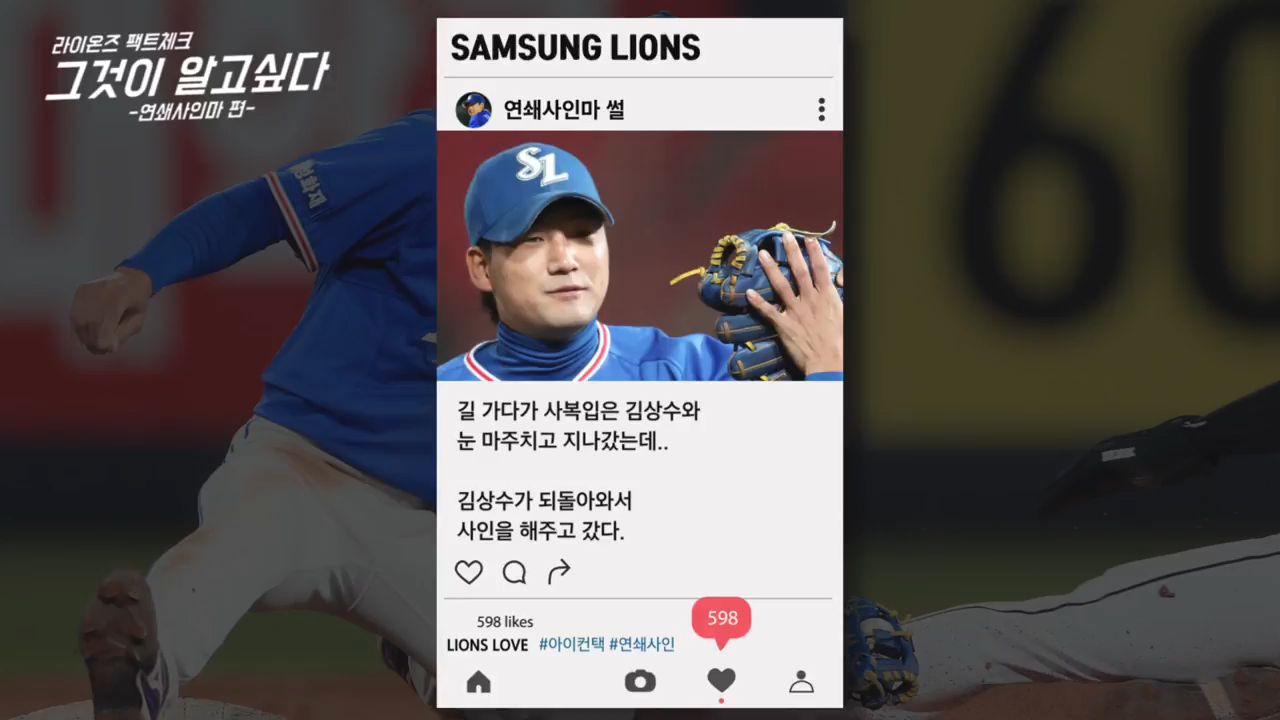 라이온즈 팩트체크
그것이 알고싶다
-연쇄사인마 편-
SAMSUNG LIONS
연쇄사인마 썰
SL
길 가다가 사복입은 김상수와
눈 마주치고 지나갔는데..
김상수가 되돌아와서
사인을 해주고 갔다.
598 likes
598
LIONS LOVE #아이컨택 #연쇄사인
60